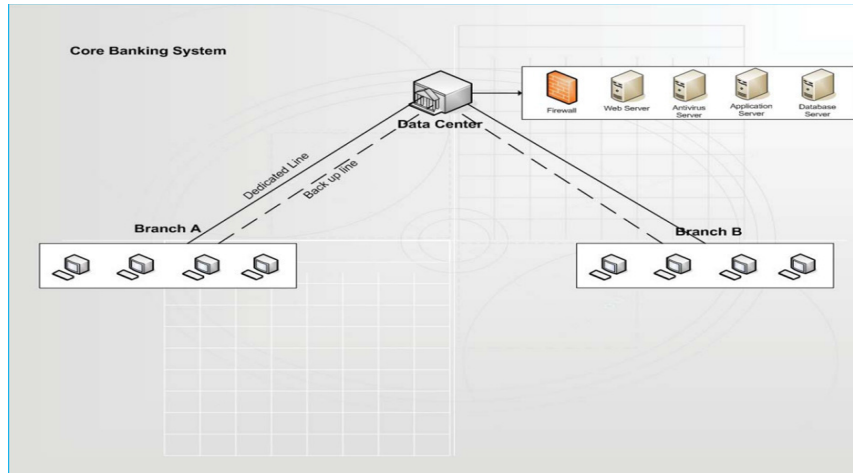 Core Banking System
Firewall
Web Server
Antivirus
Server
Application
Server
Database
Server
Data Center
Dedicated Line
Back up line
Branch A
Branch B